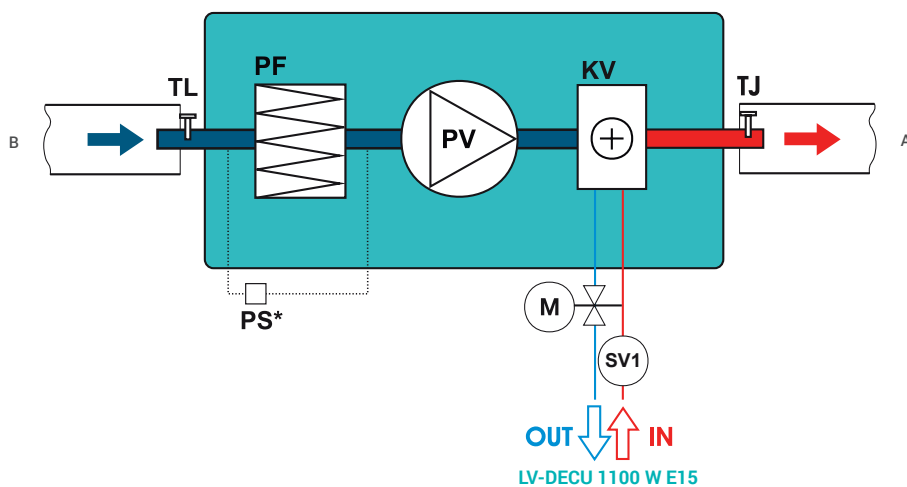 PF
KV
TL
TJ
B
PV
A
PS*
M
SV1
OUT
IN
LV-DECU 1100 W E15